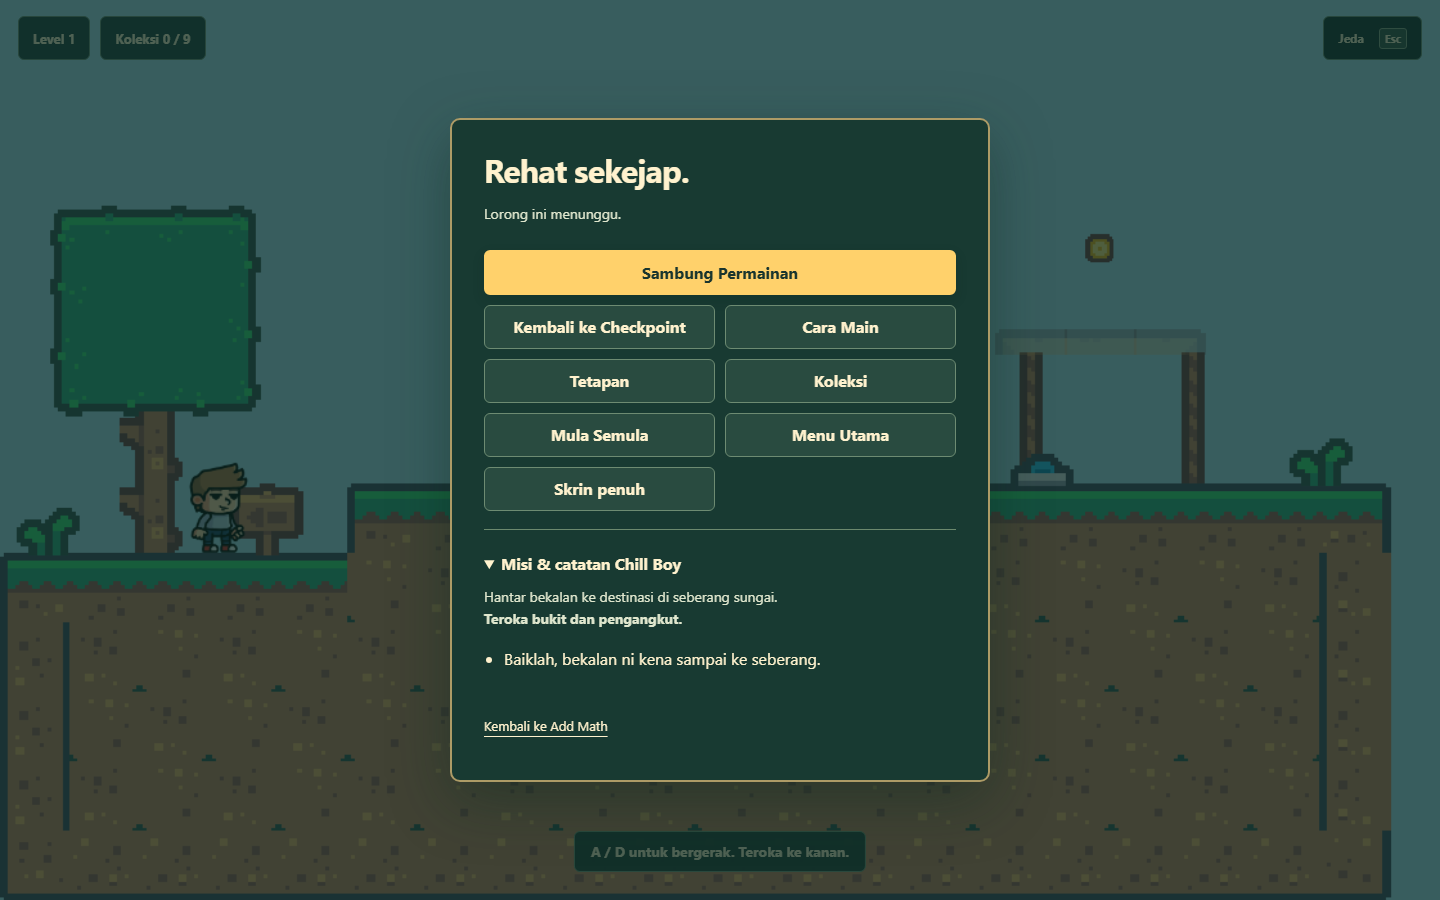 Level 1
Koleksi 0 / 9
Jeda Esc
Rehat sekejap.
Lorong ini menunggu.
Sambung Permainan
Kembali ke Checkpoint
Cara Main
Tetapan
Koleksi
Mula Semula
Menu Utama
Skrin penuh
▼ Misi & catatan Chill Boy
Hantar bekalan ke destinasi di seberang sungai.
Teroka bukit dan pengangkut.
• Baiklah, bekalan ni kena sampai ke seberang.
Kembali ke Add Math
A / D untuk bergerak. Teroka ke kanan.